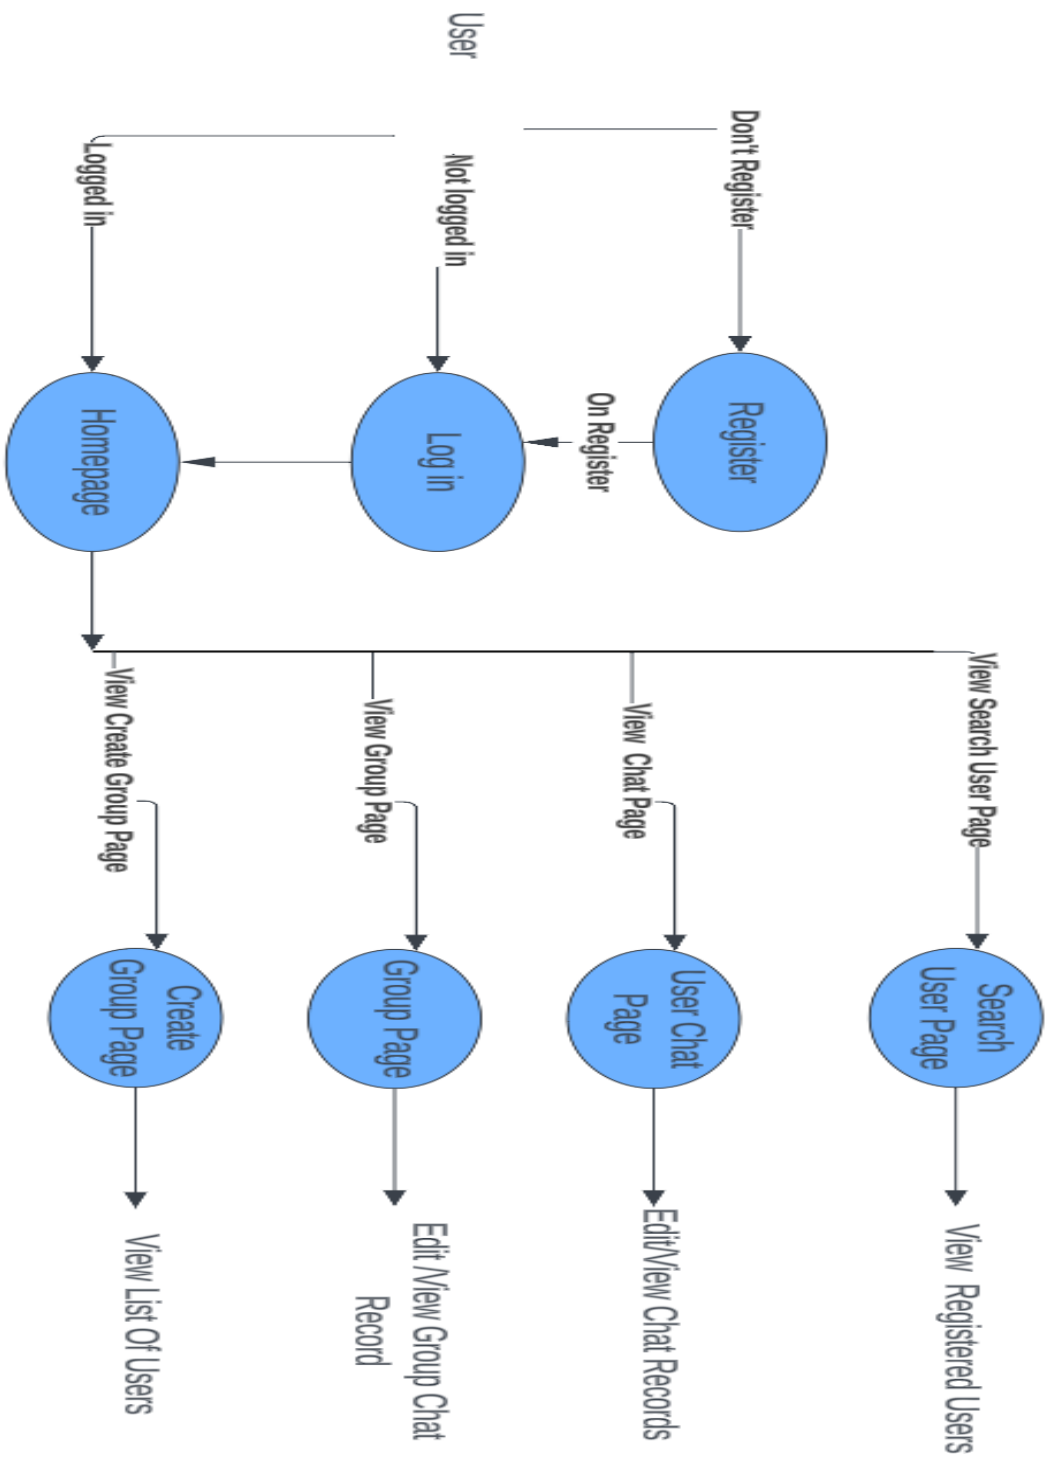 User
Don't Register
Not logged in
Logged in
Register
On Register
Log in
Homepage
View Search User Page
View  Chat Page
View Group Page
View Create Group Page
Search
User Page
User Chat
Page
Group Page
Create
Group Page
View  Registered Users
Edit/View Chat Records
Edit /View Group Chat
Record
View List Of Users